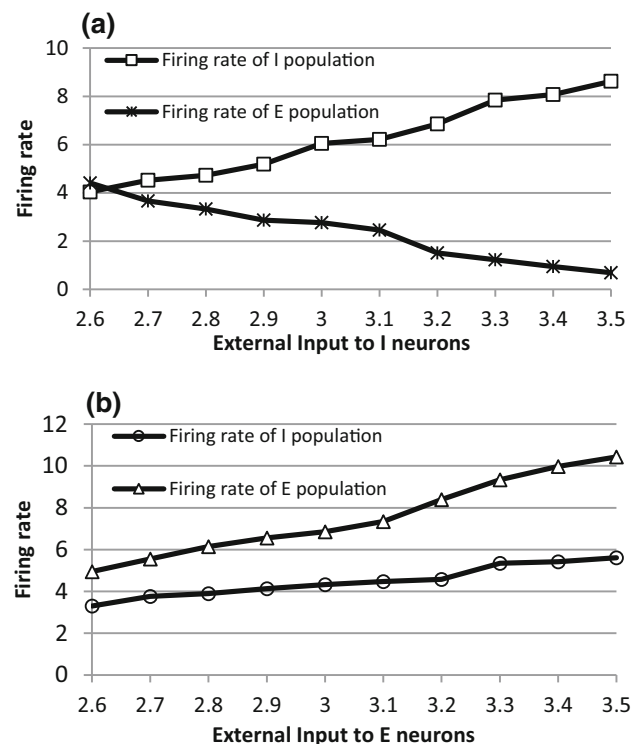 (a)
10
8
6
4
2
0
Firing rate
Firing rate of I population
Firing rate of E population
2.6 2.7 2.8 2.9 3 3.1 3.2 3.3 3.4 3.5
External Input to I neurons
(b)
12
10
8
6
4
2
0
Firing rate
Firing rate of I population
Firing rate of E population
2.6 2.7 2.8 2.9 3 3.1 3.2 3.3 3.4 3.5
External Input to E neurons